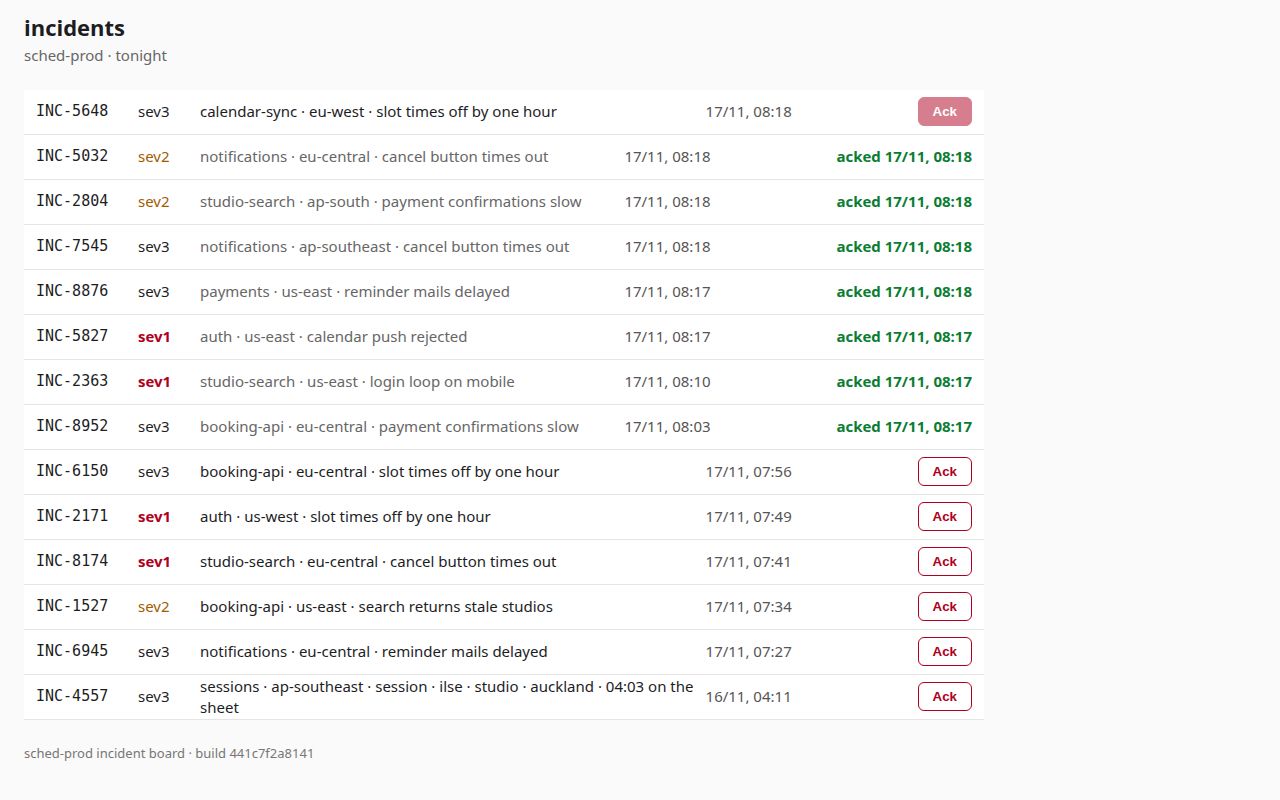 incidents
sched-prod · tonight
INC-5648 sev3 calendar-sync · eu-west · slot times off by one hour 17/11, 08:18 Ack
INC-5032 sev2 notifications · eu-central · cancel button times out 17/11, 08:18 acked 17/11, 08:18
INC-2804 sev2 studio-search · ap-south · payment confirmations slow 17/11, 08:18 acked 17/11, 08:18
INC-7545 sev3 notifications · ap-southeast · cancel button times out 17/11, 08:18 acked 17/11, 08:18
INC-8876 sev3 payments · us-east · reminder mails delayed 17/11, 08:17 acked 17/11, 08:18
INC-5827 sev1 auth · us-east · calendar push rejected 17/11, 08:17 acked 17/11, 08:17
INC-2363 sev1 studio-search · us-east · login loop on mobile 17/11, 08:10 acked 17/11, 08:17
INC-8952 sev3 booking-api · eu-central · payment confirmations slow 17/11, 08:03 acked 17/11, 08:17
INC-6150 sev3 booking-api · eu-central · slot times off by one hour 17/11, 07:56 Ack
INC-2171 sev1 auth · us-west · slot times off by one hour 17/11, 07:49 Ack
INC-8174 sev1 studio-search · eu-central · cancel button times out 17/11, 07:41 Ack
INC-1527 sev2 booking-api · us-east · search returns stale studios 17/11, 07:34 Ack
INC-6945 sev3 notifications · eu-central · reminder mails delayed 17/11, 07:27 Ack
INC-4557 sev3 sessions · ap-southeast · session · ilse · studio · auckland · 04:03 on the 16/11, 04:11 Ack
sheet
sched-prod incident board · build 441c7f2a8141